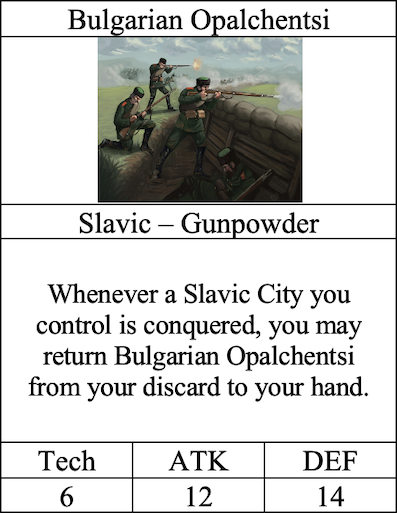 Bulgarian Opalchentsi
Slavic – Gunpowder
Whenever a Slavic City you
control is conquered, you may
return Bulgarian Opalchentsi
from your discard to your hand.
Tech ATK DEF
6 12 14